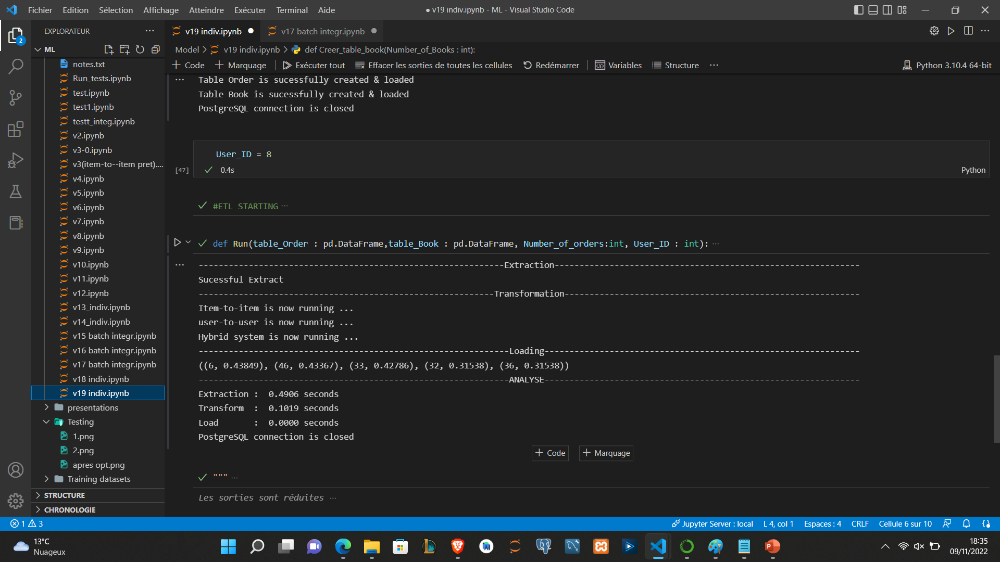 Fichier Edition Sélection Affichage Atteindre Exécuter Terminal Aide
● v19 indiv.ipynb - ML - Visual Studio Code
EXPLORATEUR
ML
notes.txt
Run_tests.ipynb
test.ipynb
test1.ipynb
testt_integ.ipynb
v2.ipynb
v3-0.ipynb
v3(item-to--item pret)....
v4.ipynb
v5.ipynb
v6.ipynb
v7.ipynb
v8.ipynb
v9.ipynb
v10.ipynb
v11.ipynb
v12.ipynb
v13_indiv.ipynb
v14_indiv.ipynb
v15 batch integr.ipynb
v16 batch integr.ipynb
v17 batch integr.ipynb
v18 indiv.ipynb
v19 indiv.ipynb
presentations
Testing
1.png
2.png
apres opt.png
Training datasets
STRUCTURE
CHRONOLOGIE
2
v19 indiv.ipynb ● v17 batch integr.ipynb ●
Model > v19 indiv.ipynb > def Creer_table_book(Number_of_Books : int):
+ Code + Marquage Exécuter tout Effacer les sorties de toutes les cellules Redémarrer Variables Structure ··· Python 3.10.4 64-bit
Table Order is sucessfully created & loaded
Table Book is sucessfully created & loaded
PostgreSQL connection is closed
User_ID = 8
[47] 0.4s Python
#ETL STARTING ···
def Run(table_Order : pd.DataFrame,table_Book : pd.DataFrame, Number_of_orders:int, User_ID : int): ···
-------------------------------------------------------------Extraction-------------------------------------------------------------
Sucessful Extract
-----------------------------------------------------------Transformation-----------------------------------------------------------
Item-to-item is now running ...
user-to-user is now running ...
Hybrid system is now running ...
--------------------------------------------------------------Loading---------------------------------------------------------------
((6, 0.43849), (46, 0.43367), (33, 0.42786), (32, 0.31538), (36, 0.31538))
--------------------------------------------------------------ANALYSE---------------------------------------------------------------
Extraction :  0.4906 seconds
Transform  :  0.1019 seconds
Load       :  0.0000 seconds
PostgreSQL connection is closed
+ Code + Marquage
""" ···
Les sorties sont réduites ···
1 3
Jupyter Server : local L 4, col 1 Espaces : 4 CRLF Cellule 6 sur 10
13°C
Nuageux
18:35
09/11/2022